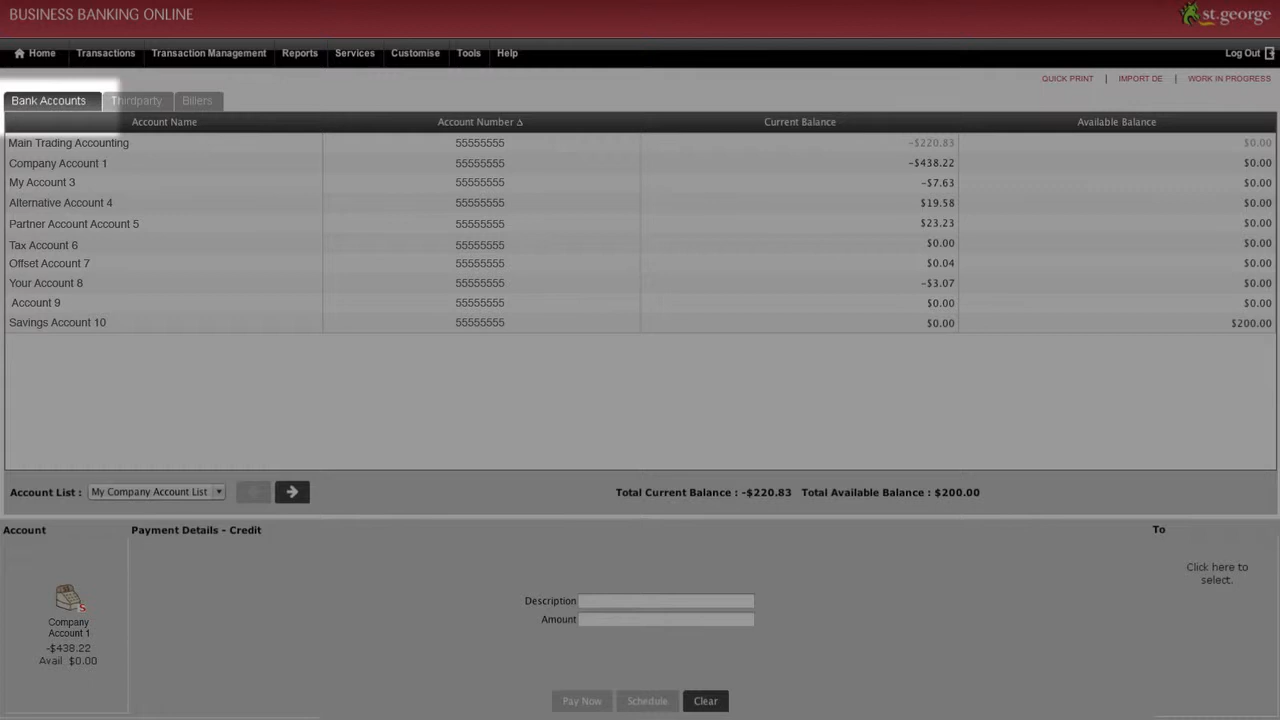 BUSINESS BANKING ONLINE
st.george
Home Transactions Transaction Management Reports Services Customise Tools Help Log Out
QUICK PRINT | IMPORT DE | WORK IN PROGRESS
Bank Accounts Thirdparty Billers
Account Name Account Number Δ Current Balance Available Balance
Main Trading Accounting 55555555 -$220.83 $0.00
Company Account 1 55555555 -$438.22 $0.00
My Account 3 55555555 -$7.63 $0.00
Alternative Account 4 55555555 $19.58 $0.00
Partner Account Account 5 55555555 $23.23 $0.00
Tax Account 6 55555555 $0.00 $0.00
Offset Account 7 55555555 $0.04 $0.00
Your Account 8 55555555 -$3.07 $0.00
Account 9 55555555 $0.00 $0.00
Savings Account 10 55555555 $0.00 $200.00
Account List : My Company Account List Total Current Balance : -$220.83 Total Available Balance : $200.00
Account Payment Details - Credit To
Click here to
select.
Description
Amount
Company
Account 1
-$438.22
Avail $0.00
Pay Now Schedule Clear